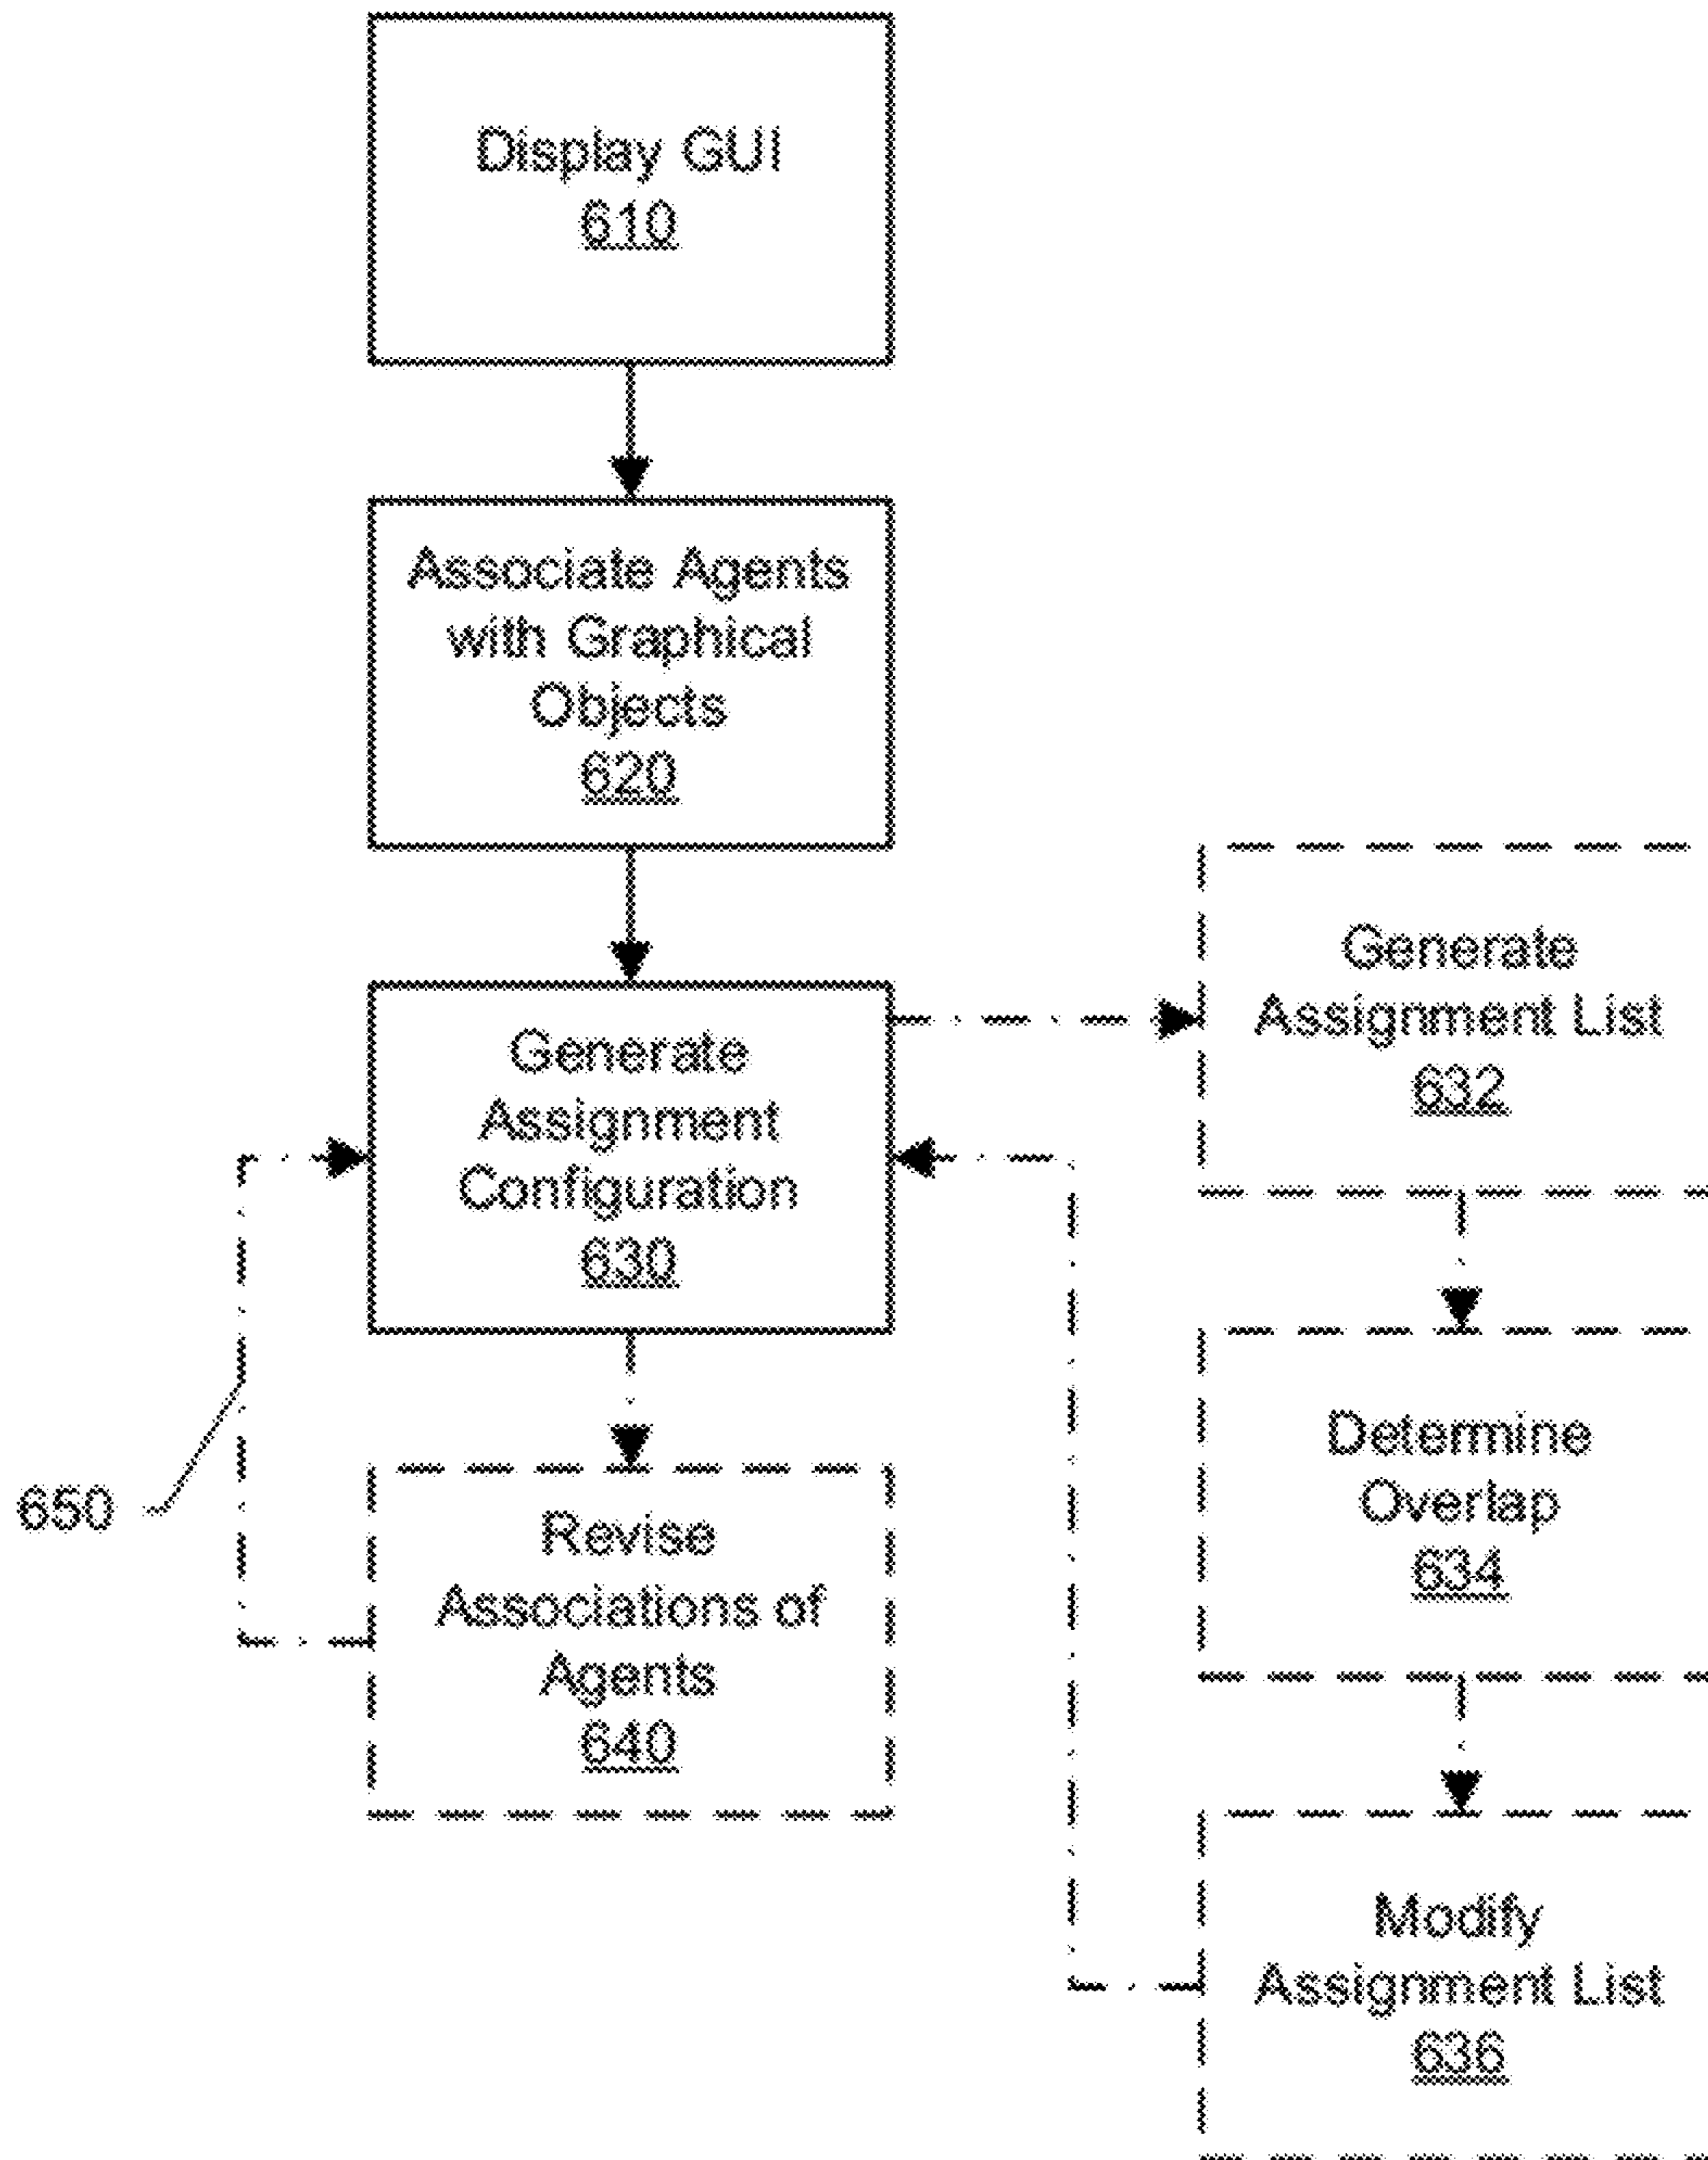 Display GUI
610
Associate Agents
with Graphical
Objects
620
Generate
Assignment
Configuration
630
Generate
Assignment List
632
Determine
Overlap
634
650
Revise
Associations of
Agents
640
Modify
Assignment List
636